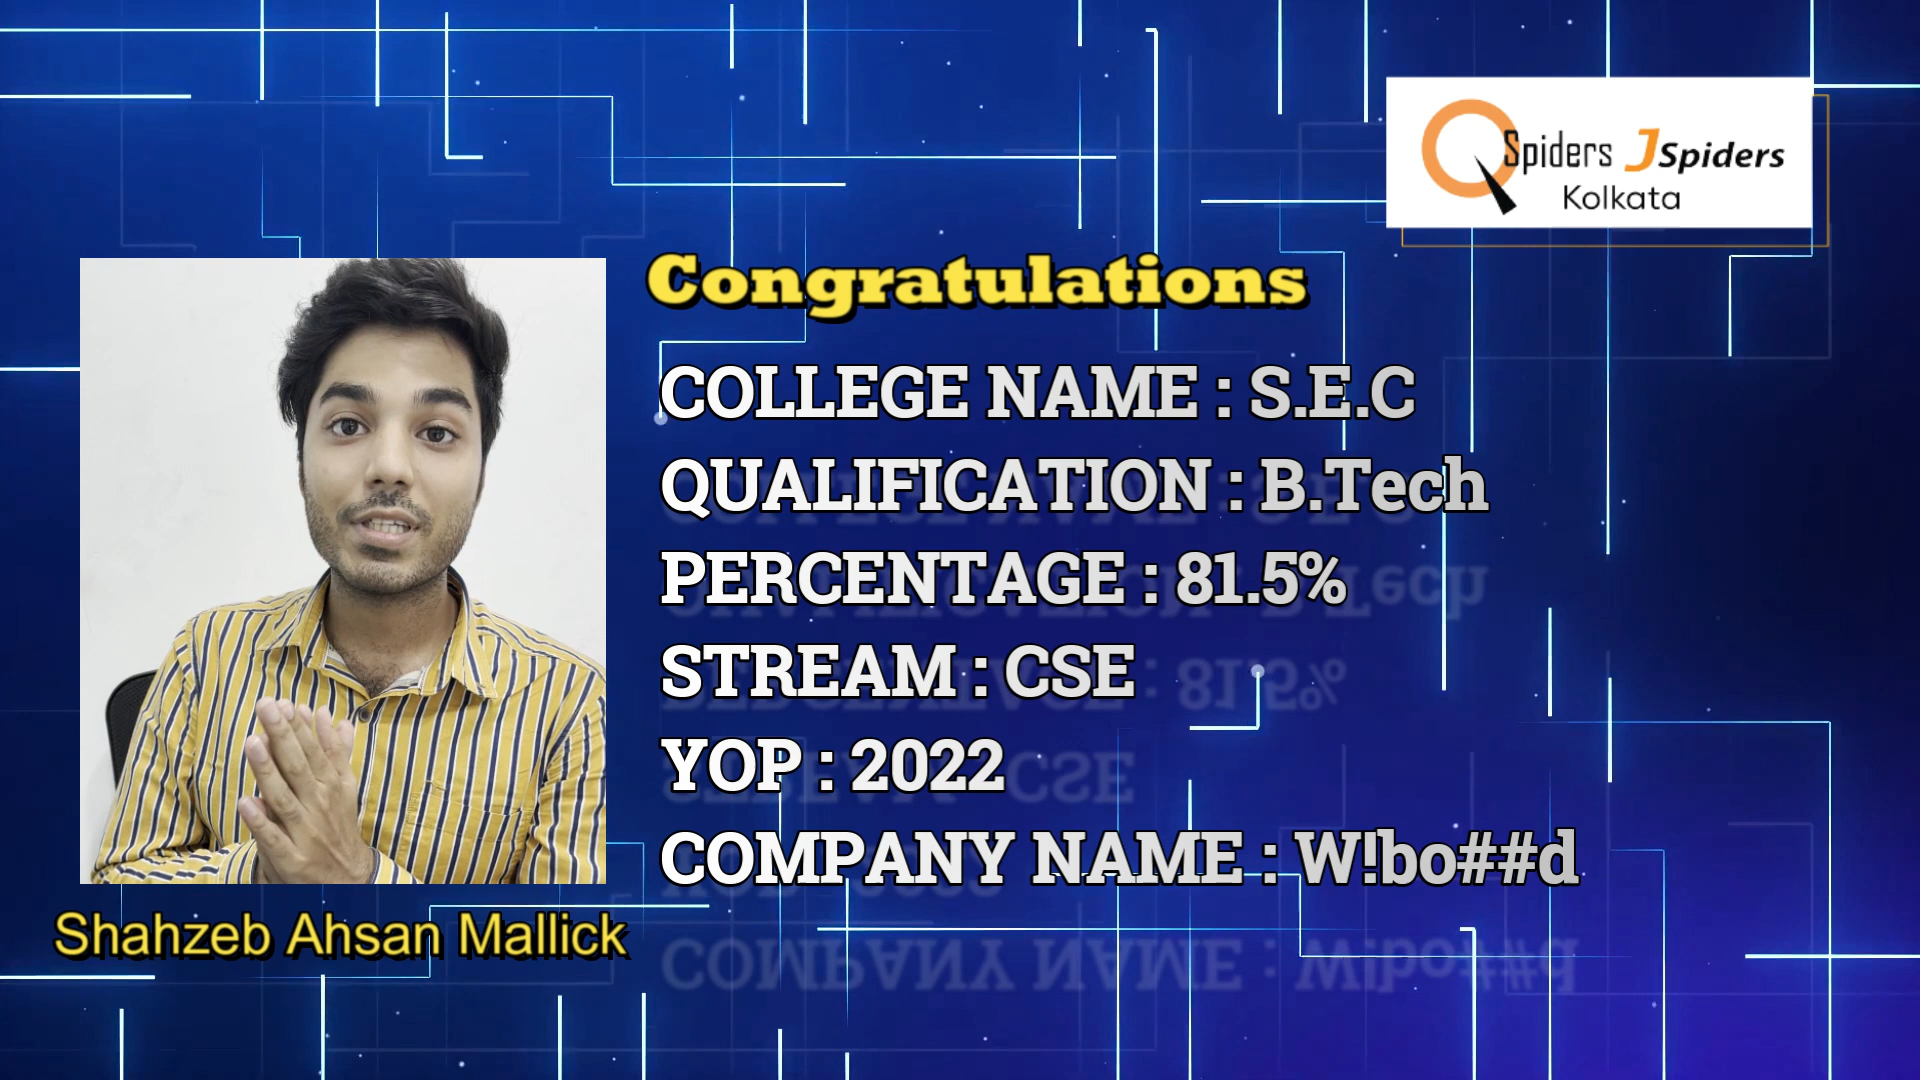 QSpiders JSpiders
Kolkata
Congratulations
COLLEGE NAME : S.E.C
QUALIFICATION : B.Tech
PERCENTAGE : 81.5%
STREAM : CSE
YOP : 2022
COMPANY NAME : W!bo##d
Shahzeb Ahsan Mallick